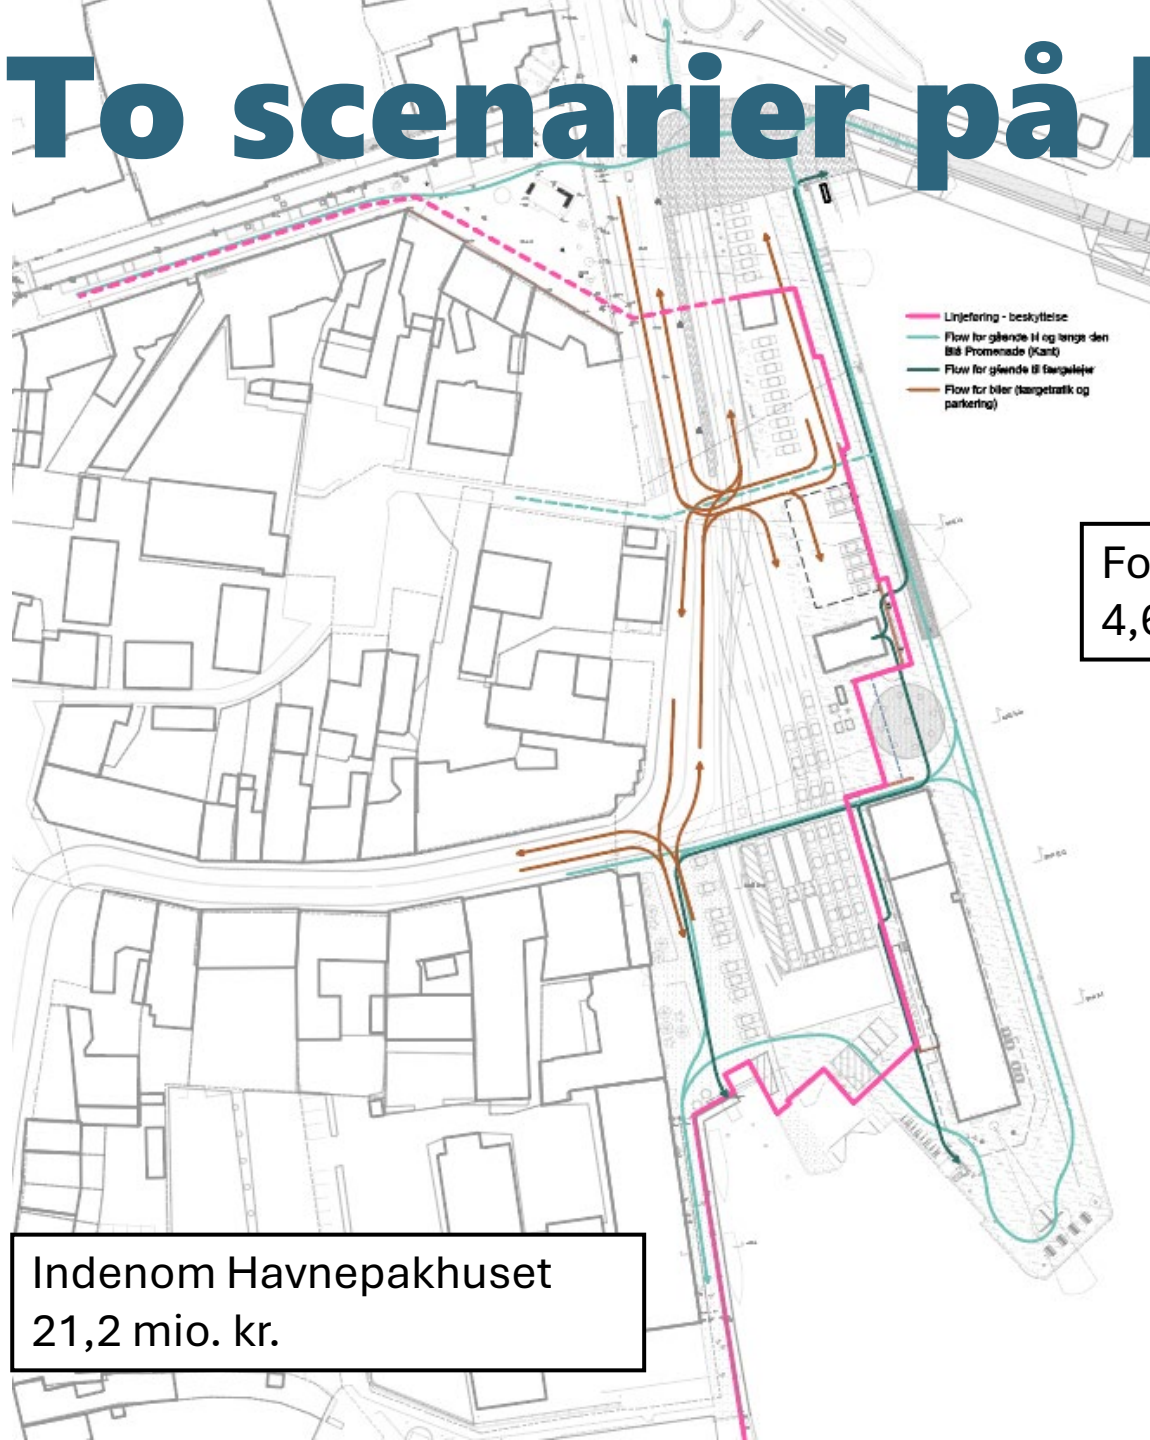 To scenarier på
Linjeføring - beskyttelse
Flow for gående til og langs den
Blå Promenade (Kant)
Flow for gående til færgelejer
Flow for biler (færgetrafik og
parkering)
Fo
4,6
Indenom Havnepakhuset
21,2 mio. kr.